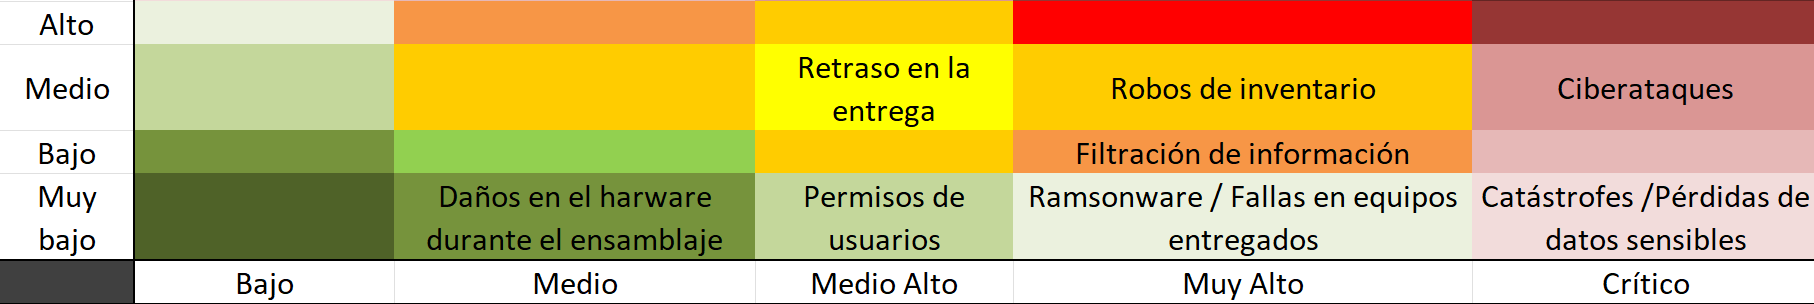 Alto
Medio
Retraso en la
entrega
Robos de inventario
Ciberataques
Bajo
Filtración de información
Muy
bajo
Daños en el harware
durante el ensamblaje
Permisos de
usuarios
Ramsonware / Fallas en equipos
entregados
Catástrofes /Pérdidas de
datos sensibles
Bajo
Medio
Medio Alto
Muy Alto
Crítico